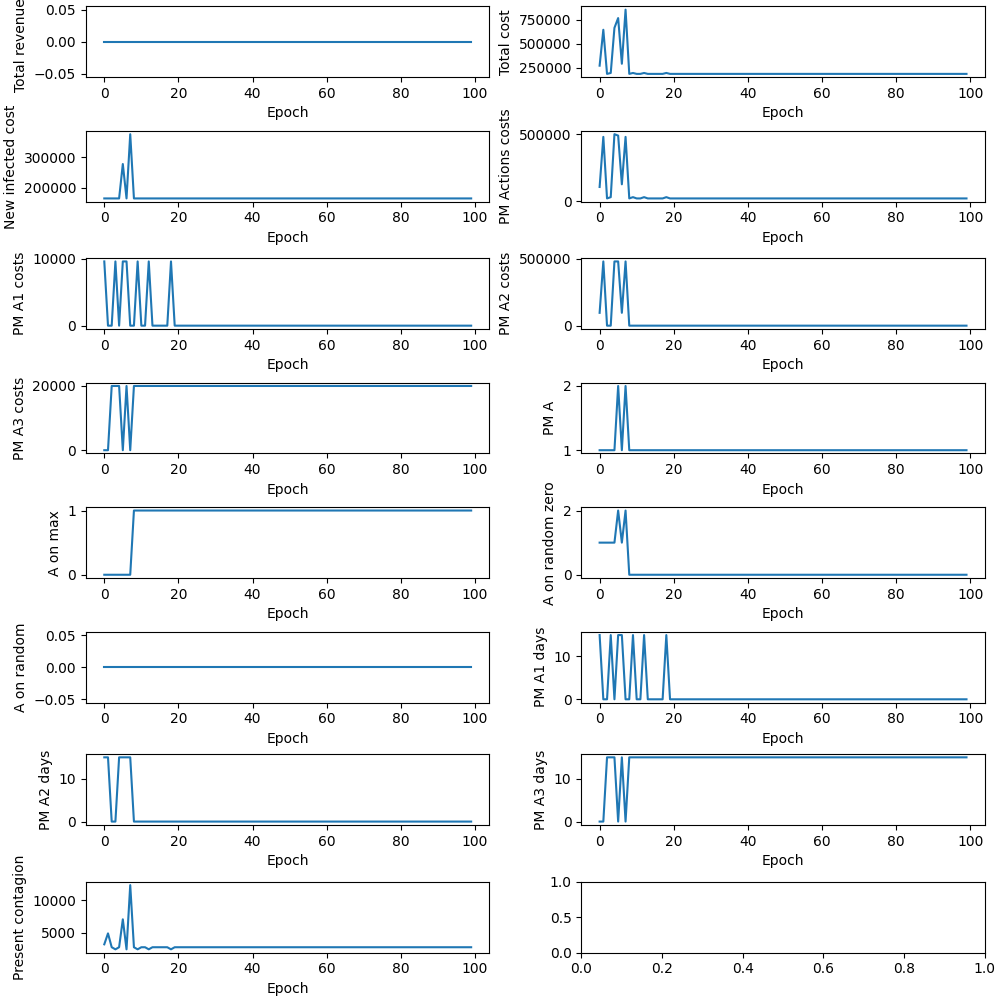 Total revenue
0.05
0.00
−0.05
0 20 40 60 80 100
Epoch
Total cost
750000
500000
250000
0 20 40 60 80 100
Epoch
New infected cost
300000
200000
0 20 40 60 80 100
Epoch
PM Actions costs
500000
0
0 20 40 60 80 100
Epoch
PM A1 costs
10000
0
0 20 40 60 80 100
Epoch
PM A2 costs
500000
0
0 20 40 60 80 100
Epoch
PM A3 costs
20000
0
0 20 40 60 80 100
Epoch
PM A
2
1
0 20 40 60 80 100
Epoch
A on max
1
0
0 20 40 60 80 100
Epoch
A on random zero
2
0
0 20 40 60 80 100
Epoch
A on random
0.05
0.00
−0.05
0 20 40 60 80 100
Epoch
PM A1 days
10
0
0 20 40 60 80 100
Epoch
PM A2 days
10
0
0 20 40 60 80 100
Epoch
PM A3 days
10
0
0 20 40 60 80 100
Epoch
Present contagion
10000
5000
0 20 40 60 80 100
Epoch
1.0
0.5
0.0
0.0 0.2 0.4 0.6 0.8 1.0